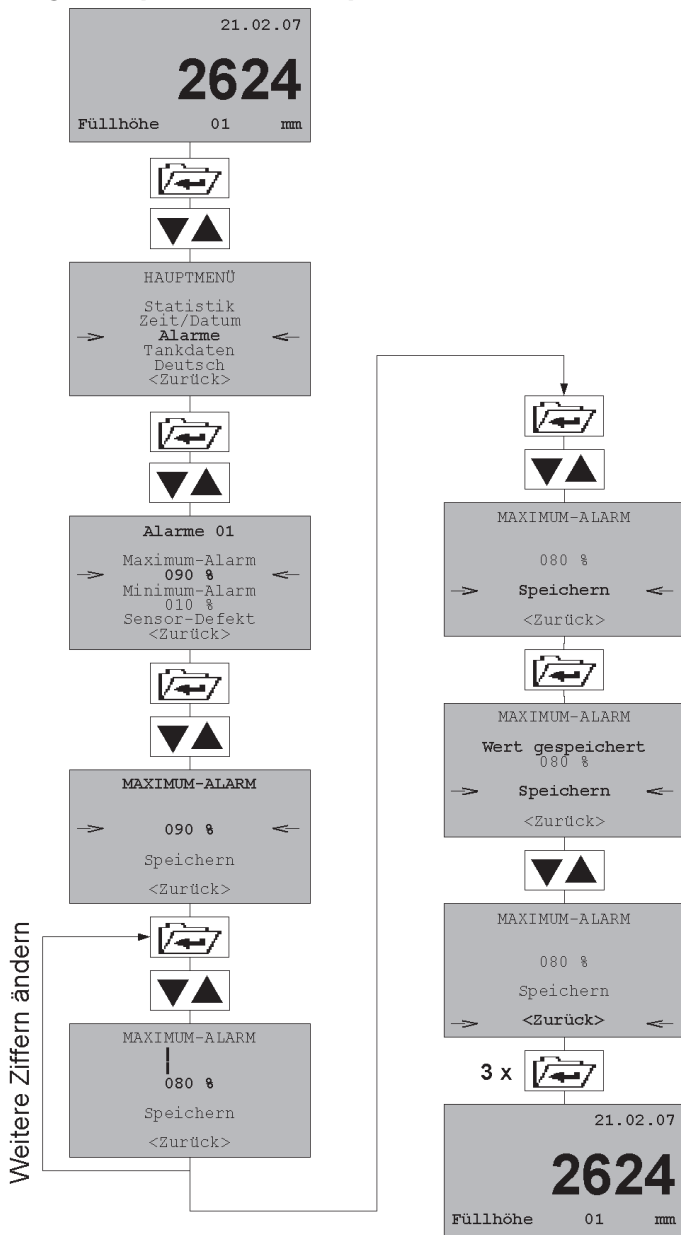 21.02.07
2624
Füllhöhe 01 mm
HAUPTMENÜ
Statistik
Zeit/Datum
Alarme
Tankdaten
Deutsch
<Zurück>
Alarme 01
Maximum-Alarm
090 %
Minimum-Alarm
010 %
Sensor-Defekt
<Zurück>
MAXIMUM-ALARM
090 %
Speichern
<Zurück>
Weitere Ziffern ändern
MAXIMUM-ALARM
080 %
Speichern
<Zurück>
MAXIMUM-ALARM
080 %
Speichern
<Zurück>
MAXIMUM-ALARM
Wert gespeichert
080 %
Speichern
<Zurück>
MAXIMUM-ALARM
080 %
Speichern
<Zurück>
3 x
21.02.07
2624
Füllhöhe 01 mm